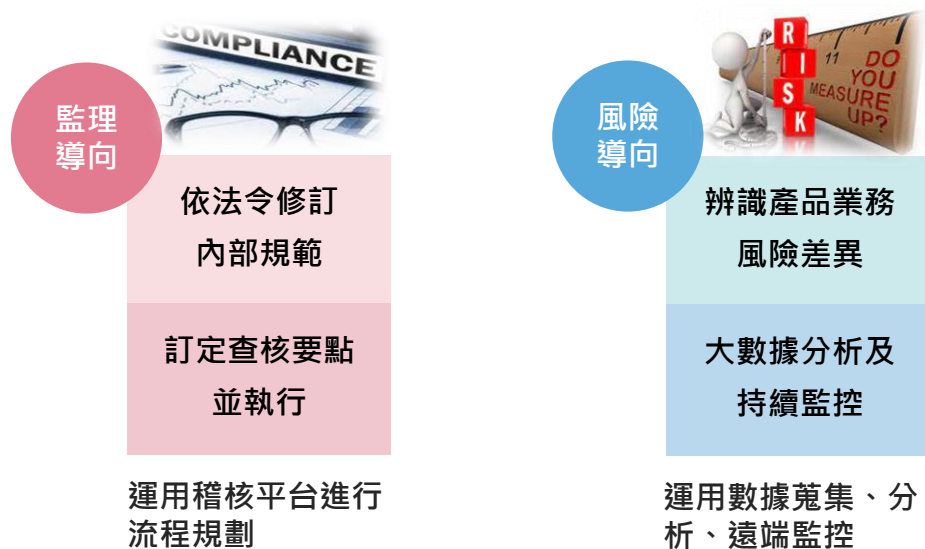 COMPLIANCE
監理
導向
依法令修訂
內部規範
訂定查核要點
並執行
運用稽核平台進行
流程規劃
RISK
11
DO
YOU
MEASURE
UP?
風險
導向
辨識產品業務
風險差異
大數據分析及
持續監控
運用數據蒐集、分
析、遠端監控